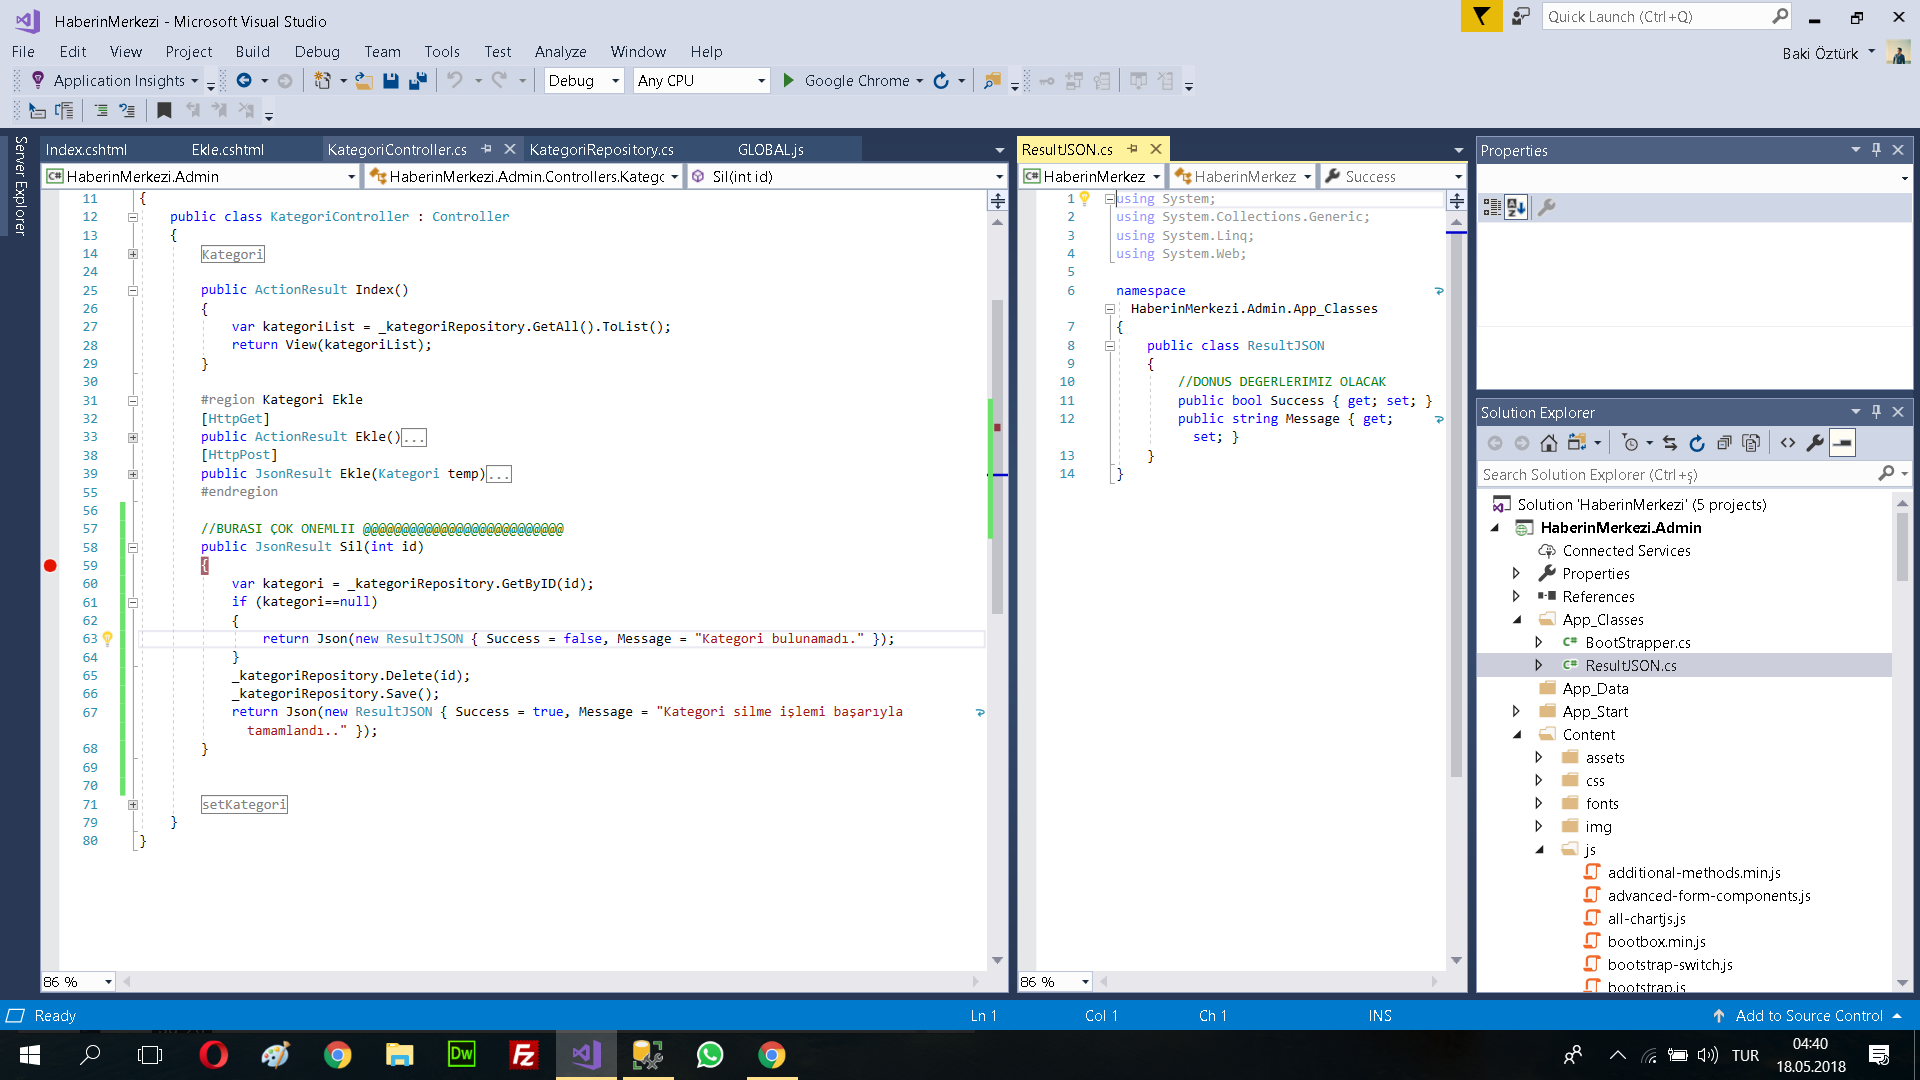 HaberinMerkezi - Microsoft Visual Studio
Quick Launch (Ctrl+Q)
File Edit View Project Build Debug Team Tools Test Analyze Window Help
Baki Öztürk
Application Insights
Debug
Any CPU
Google Chrome
Server Explorer
Index.cshtml
Ekle.cshtml
KategoriController.cs
KategoriRepository.cs
GLOBAL.js
HaberinMerkezi.Admin
HaberinMerkezi.Admin.Controllers.Katego
Sil(int id)
11 {
12 public class KategoriController : Controller
13 {
14 Kategori
24
25 public ActionResult Index()
26 {
27 var kategoriList = _kategoriRepository.GetAll().ToList();
28 return View(kategoriList);
29 }
30
31 #region Kategori Ekle
32 [HttpGet]
33 public ActionResult Ekle()...
38 [HttpPost]
39 public JsonResult Ekle(Kategori temp)...
55 #endregion
56
57 //BURASI ÇOK ONEMLII @@@@@@@@@@@@@@@@@@@@@@@@@@
58 public JsonResult Sil(int id)
59 {
60 var kategori = _kategoriRepository.GetByID(id);
61 if (kategori==null)
62 {
63 return Json(new ResultJSON { Success = false, Message = "Kategori bulunamadı." });
64 }
65 _kategoriRepository.Delete(id);
66 _kategoriRepository.Save();
67 return Json(new ResultJSON { Success = true, Message = "Kategori silme işlemi başarıyla
tamamlandı.." });
68 }
69
70
71 setKategori
79 }
80 }
86 %
ResultJSON.cs
HaberinMerkez
HaberinMerkez
Success
1 using System;
2 using System.Collections.Generic;
3 using System.Linq;
4 using System.Web;
5
6 namespace
HaberinMerkezi.Admin.App_Classes
7 {
8 public class ResultJSON
9 {
10 //DONUS DEGERLERIMIZ OLACAK
11 public bool Success { get; set; }
12 public string Message { get;
set; }
13 }
14 }
86 %
Properties
Solution Explorer
Search Solution Explorer (Ctrl+ş)
Solution 'HaberinMerkezi' (5 projects)
HaberinMerkezi.Admin
Connected Services
Properties
References
App_Classes
BootStrapper.cs
ResultJSON.cs
App_Data
App_Start
Content
assets
css
fonts
img
js
additional-methods.min.js
advanced-form-components.js
all-chartjs.js
bootbox.min.js
bootstrap-switch.js
bootstrap.js
Ready
Ln 1
Col 1
Ch 1
INS
Add to Source Control
Dw
Fz
TUR
04:40
18.05.2018